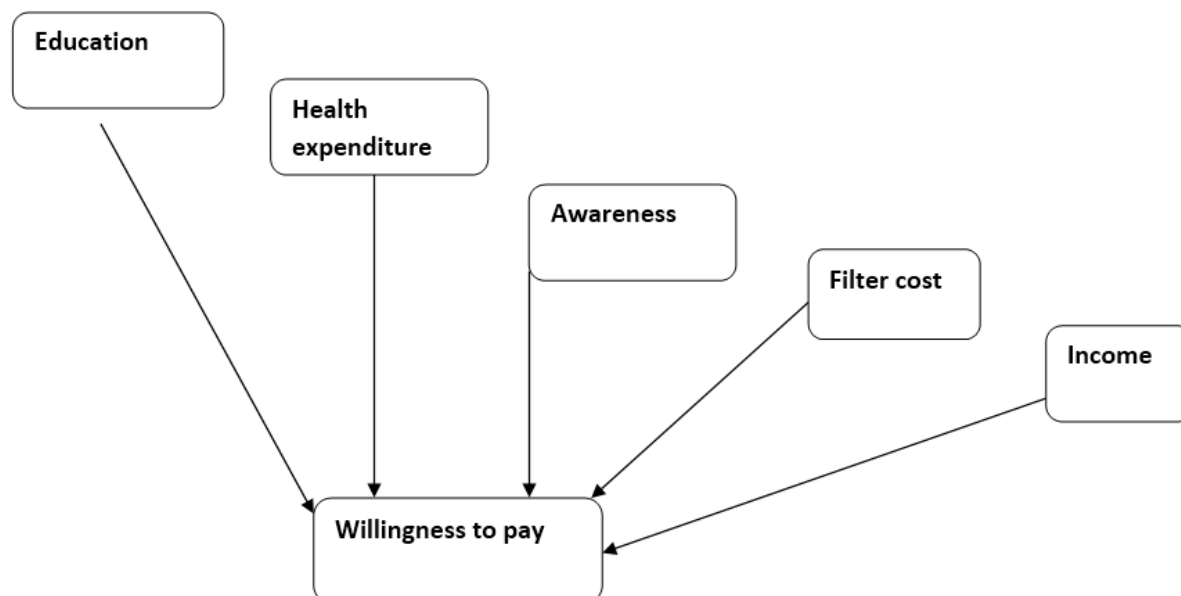 Education
Health
expenditure
Awareness
Filter cost
Income
Willingness to pay